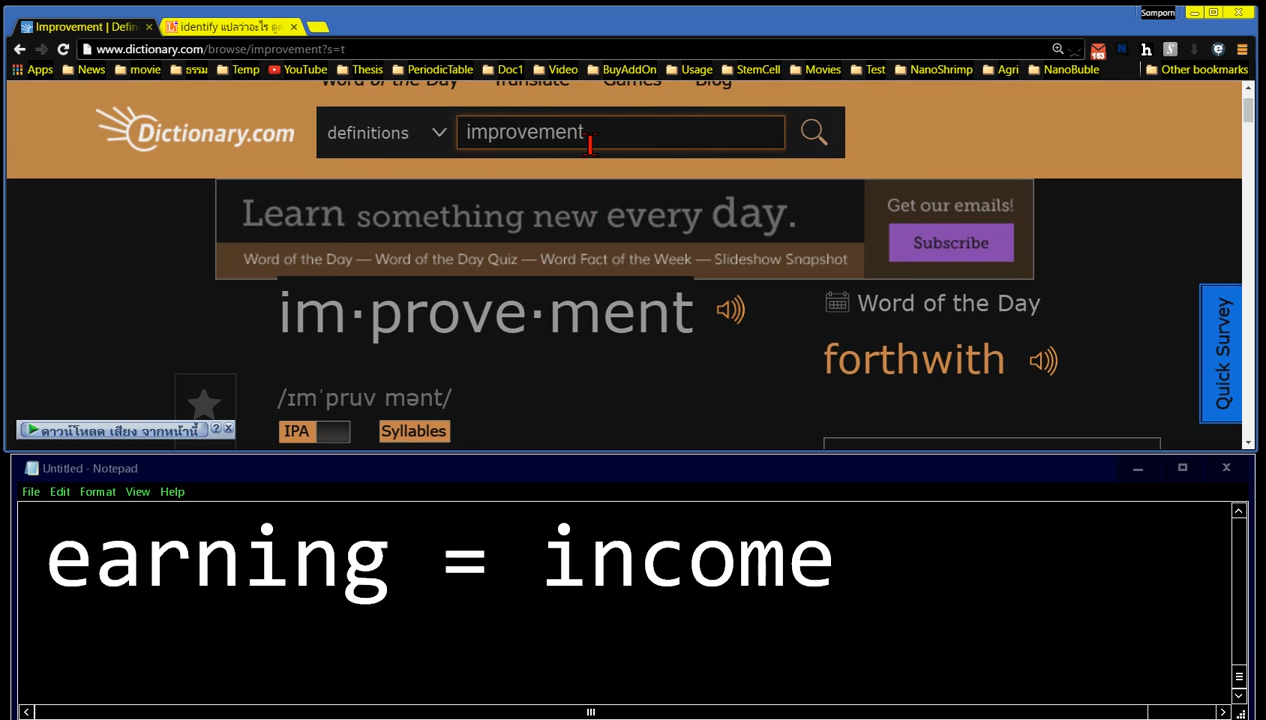 Somporn
Improvement | Defin
identify แปลว่าอะไร ดูค
www.dictionary.com/browse/improvement?s=t
163
Apps News movie ธรรม Temp YouTube Thesis PeriodicTable Doc1 Video BuyAddOn Usage StemCell Movies Test NanoShrimp Agri NanoBuble Other bookmarks
Word of the Day Translate Games Blog
Dictionary.com
definitions
improvement
Learn something new every day.
Get our emails!
Subscribe
Word of the Day — Word of the Day Quiz — Word Fact of the Week — Slideshow Snapshot
im·prove·ment
Word of the Day
forthwith
Quick Survey
/ɪmˈpruv mənt/
IPA
Syllables
ดาวน์โหลด เสียง จากหน้านี้
Untitled - Notepad
File Edit Format View Help
earning = income